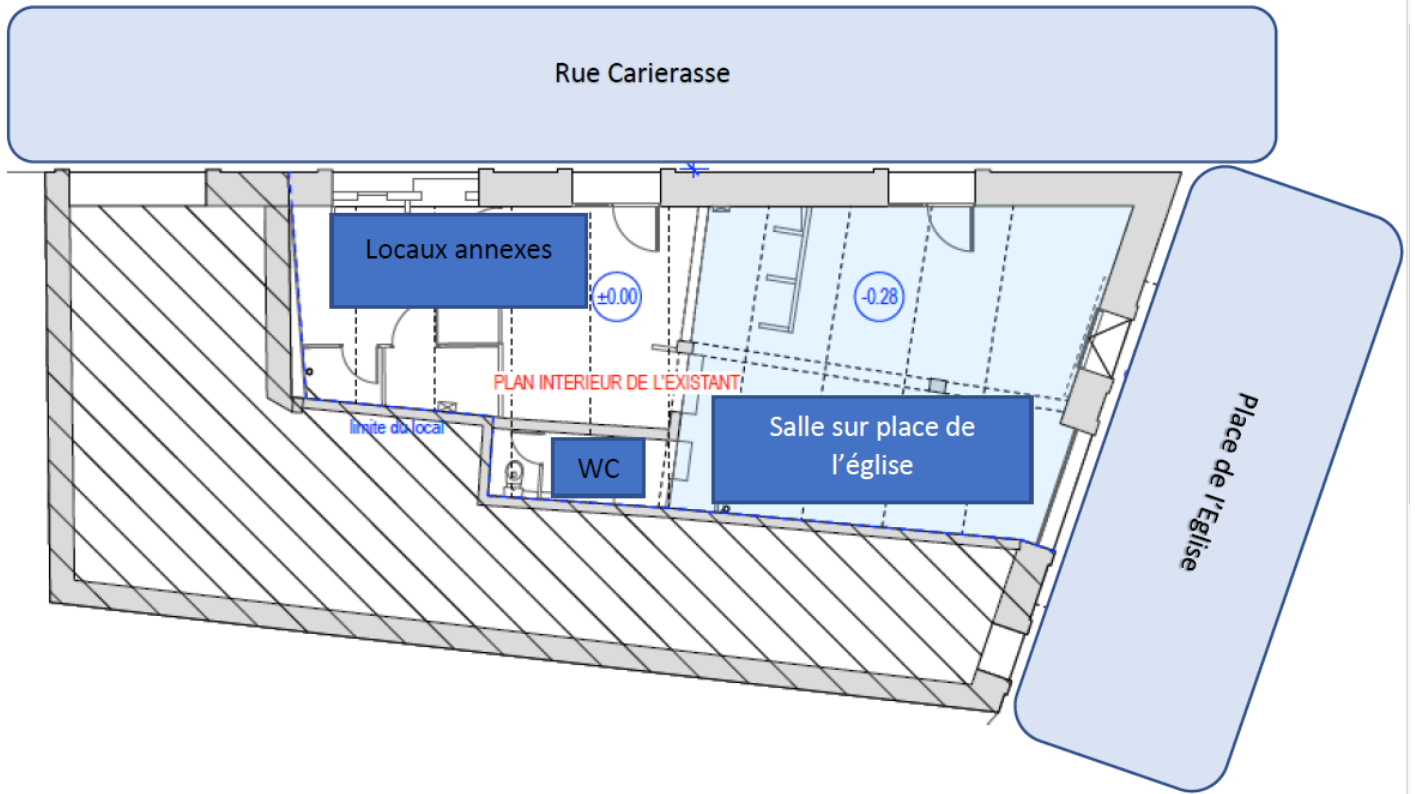 Rue Carierasse
Locaux annexes
±0.00
-0.28
PLAN INTERIEUR DE L'EXISTANT
limite du local
Salle sur place de
l'église
WC
Place de l'Eglise